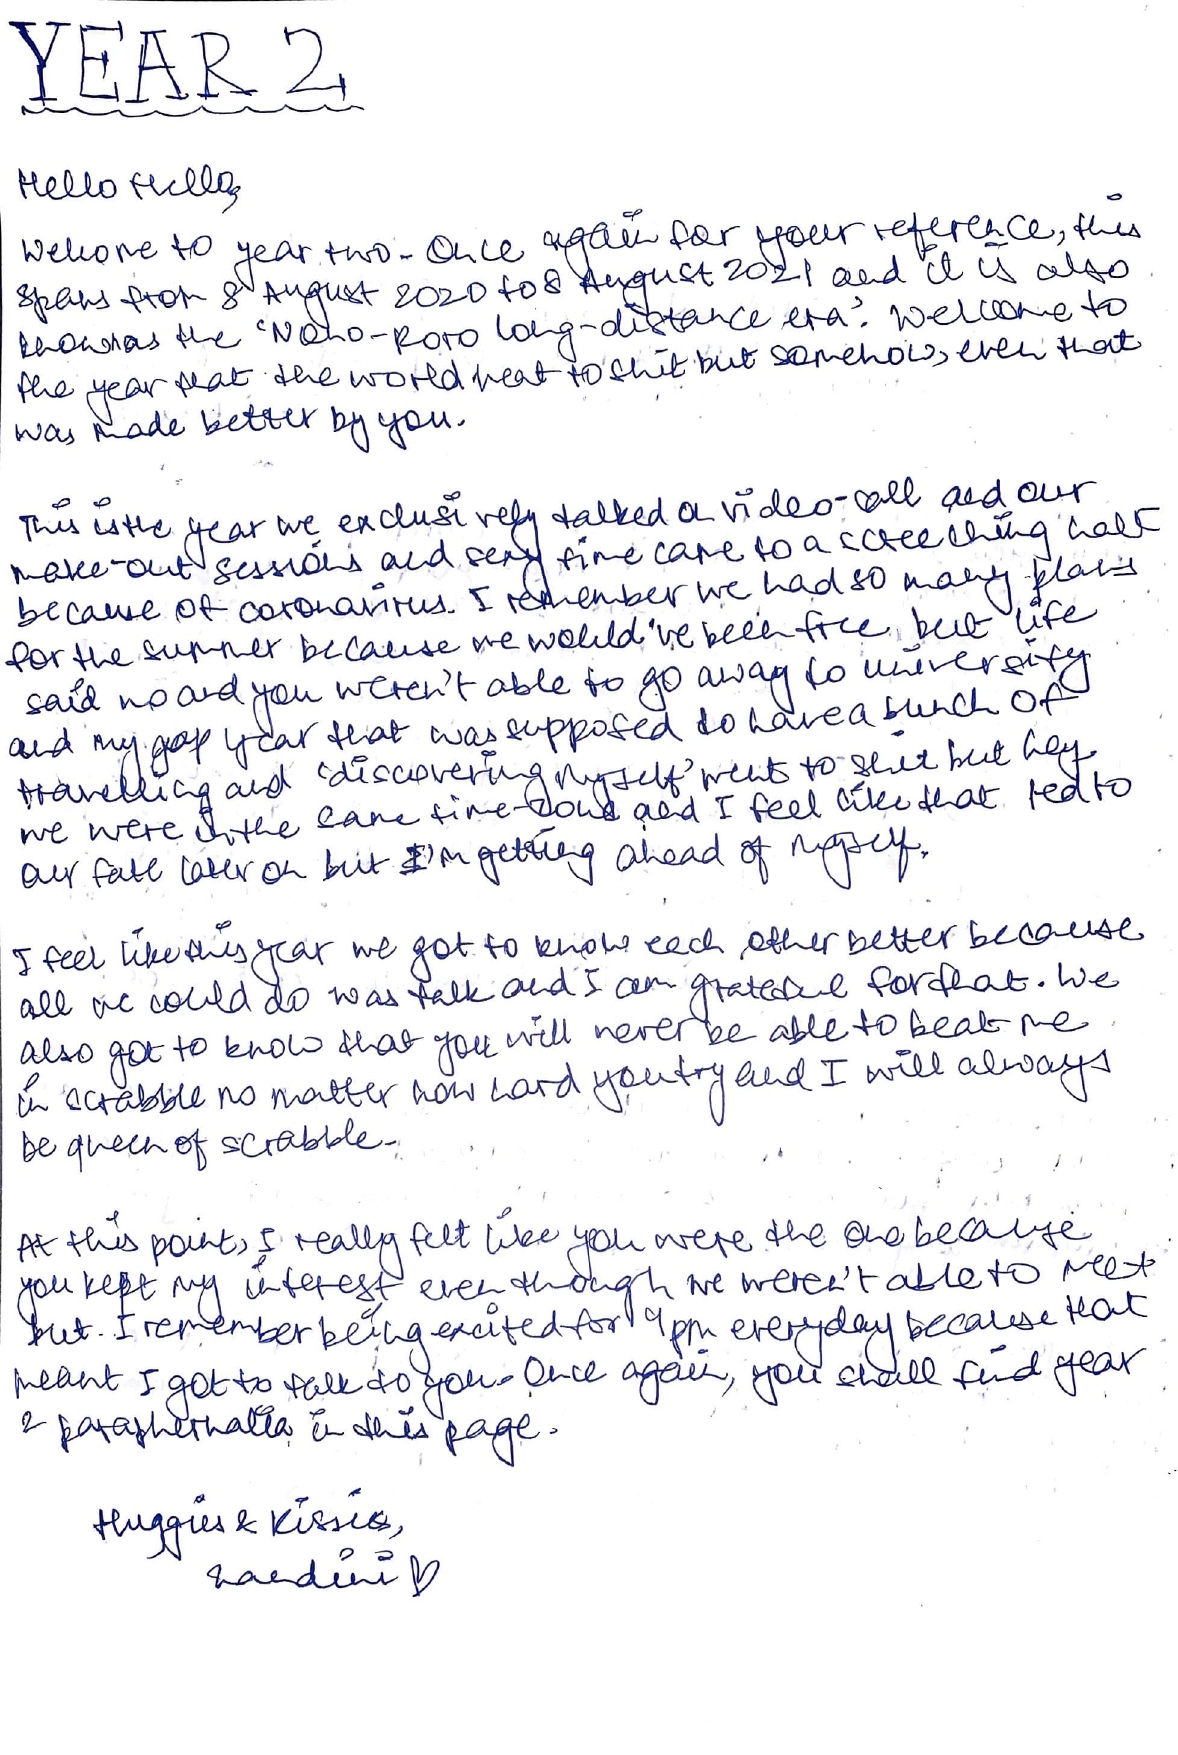 YEAR 2
Hello Hello,
Welcome to year two. Once again for your reference, this
spans from 8 August 2020 to 8 August 2021 and it is also
known as the 'Nano-Roro long-distance era'. Welcome to
the year that the world went to shit but somehow, even that
was made better by you.
This is the year we exclusively talked on video-call and our
make-out sessions and sexy time came to a screeching halt
because of coronavirus. I remember we had so many plans
for the summer because we would've been free, but life
said no and you weren't able to go away to university
and my gap year that was supposed to have a bunch of
travelling and 'discovering myself' went to shit but hey,
we were in the same time-zone and I feel like that led to
our fate later on but I'm getting ahead of myself.
I feel like this year we got to know each other better because
all we could do was talk and I am grateful for that. We
also got to know that you will never be able to beat me
in scrabble no matter how hard you try and I will always
be queen of scrabble.
At this point, I really felt like you were the one because
you kept my interest even though we weren't able to meet
but. I remember being excited for 9pm everyday because that
meant I got to talk to you. Once again, you shall find year
2 paraphernalia in this page.
Huggies & Kissies,
Nandini ♡